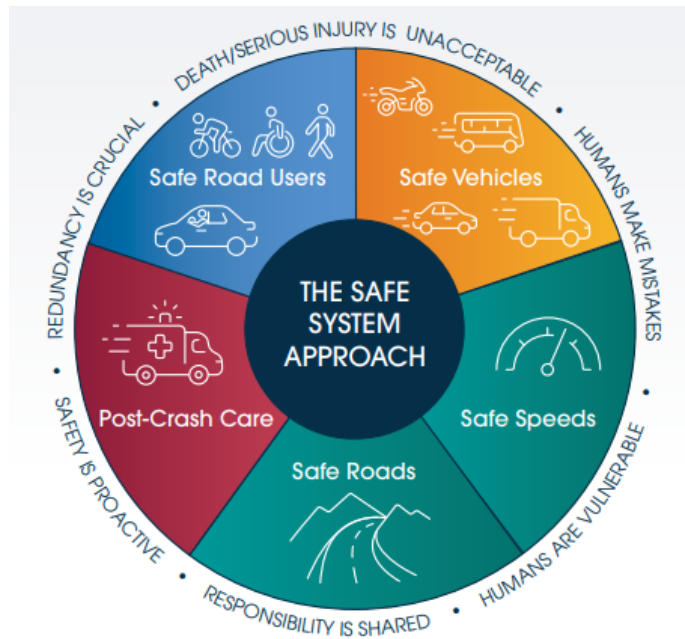 DEATH/SERIOUS INJURY IS UNACCEPTABLE
HUMANS MAKE MISTAKES
HUMANS ARE VULNERABLE
RESPONSIBILITY IS SHARED
SAFETY IS PROACTIVE
REDUNDANCY IS CRUCIAL
Safe Road Users
Safe Vehicles
THE SAFE
SYSTEM
APPROACH
Post-Crash Care
Safe Speeds
Safe Roads